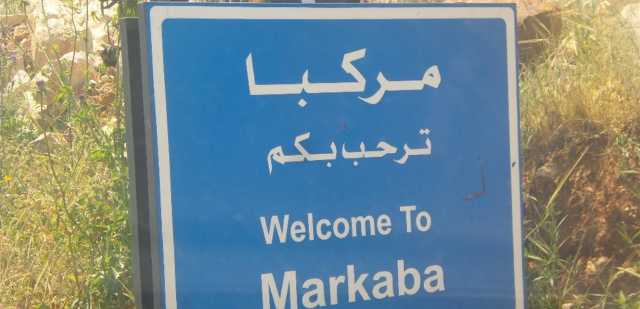 مركبا
ترحب بكم
Welcome To
Markaba